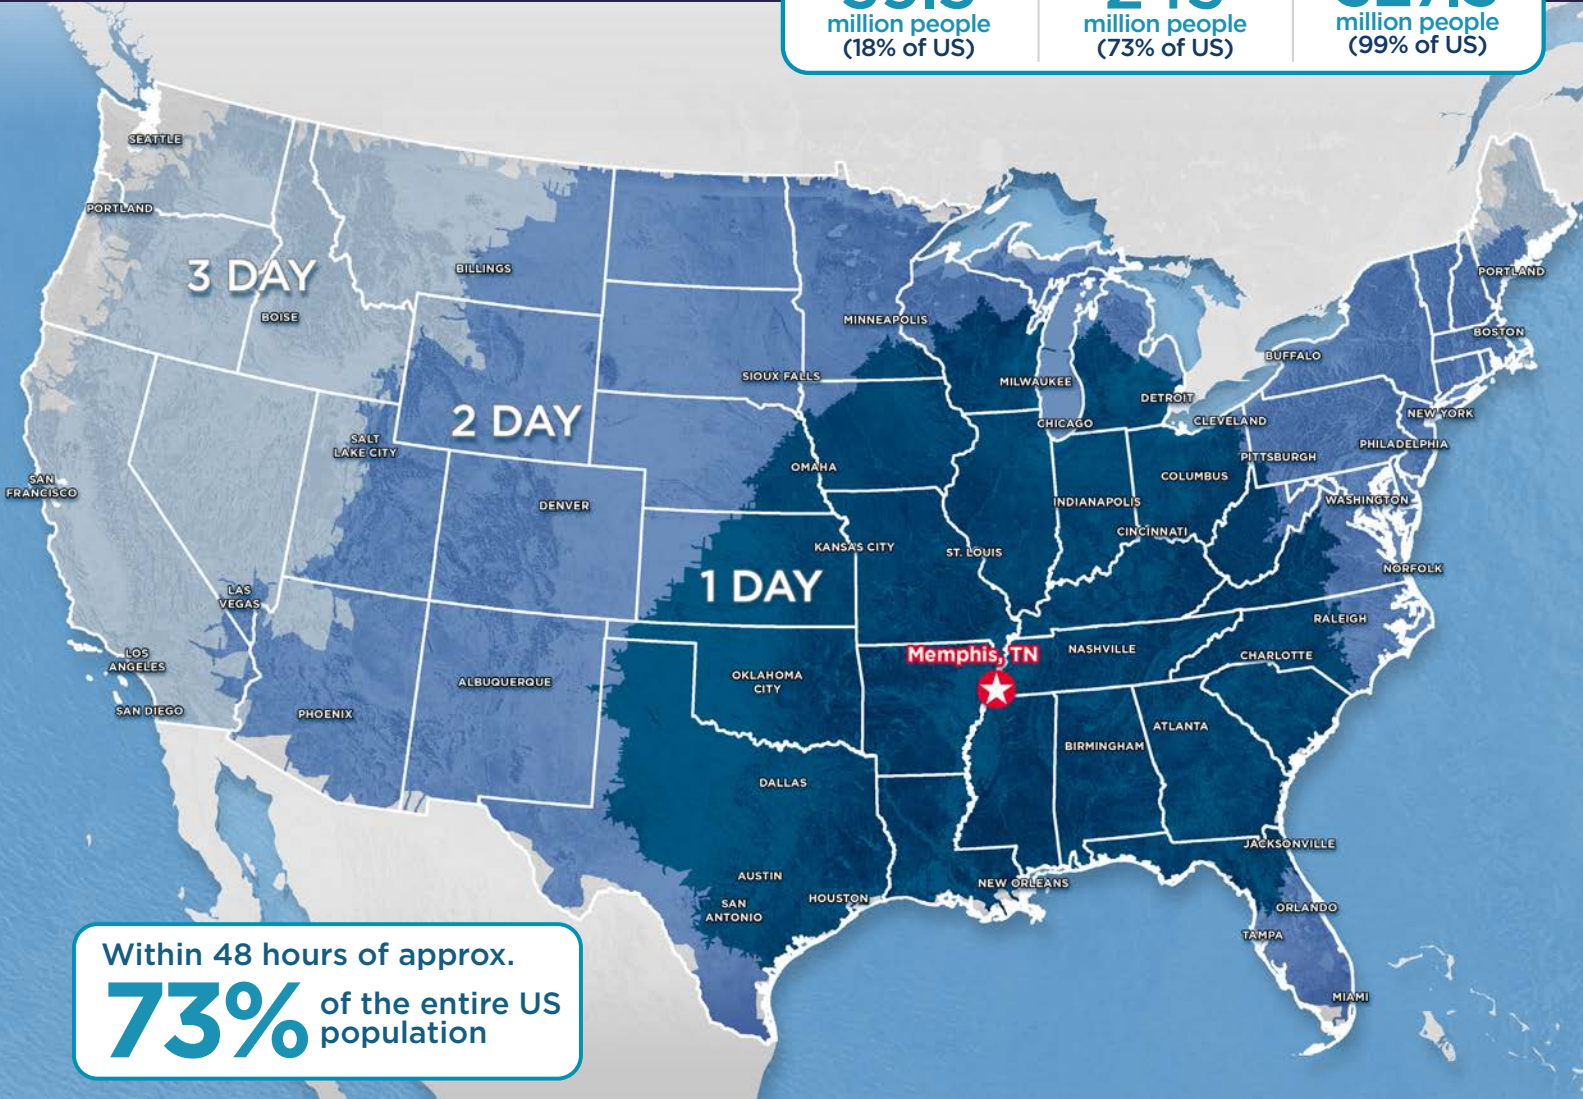 million people
(18% of US)
million people
(73% of US)
million people
(99% of US)
SEATTLE
PORTLAND
3 DAY
BILLINGS
BOISE
MINNEAPOLIS
PORTLAND
BOSTON
BUFFALO
SIOUX FALLS
MILWAUKEE
DETROIT
2 DAY
CHICAGO
CLEVELAND
NEW YORK
SALT
LAKE CITY
PHILADELPHIA
PITTSBURGH
OMAHA
COLUMBUS
SAN
FRANCISCO
DENVER
INDIANAPOLIS
WASHINGTON
CINCINNATI
KANSAS CITY
ST. LOUIS
NORFOLK
1 DAY
LAS
VEGAS
RALEIGH
Memphis, TN
NASHVILLE
CHARLOTTE
LOS
ANGELES
ALBUQUERQUE
OKLAHOMA
CITY
SAN DIEGO
PHOENIX
ATLANTA
BIRMINGHAM
DALLAS
JACKSONVILLE
AUSTIN
NEW ORLEANS
HOUSTON
SAN
ANTONIO
ORLANDO
TAMPA
MIAMI
Within 48 hours of approx.
73%
of the entire US
population